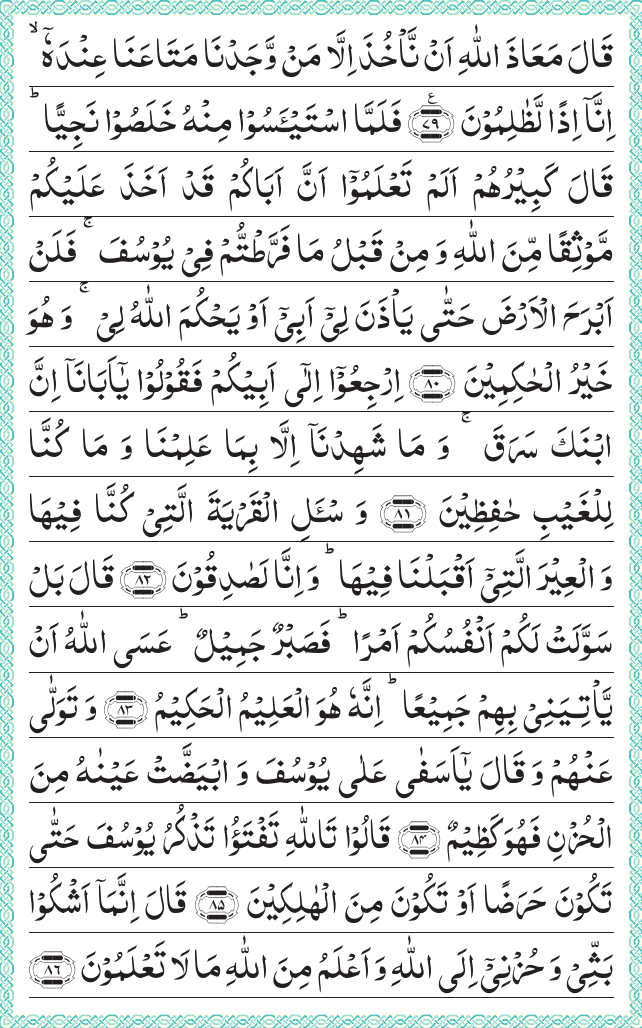 قَالَ مَعَاذَ اللّٰهِ اَنْ نَّاْخُذَ اِلَّا مَنْ وَّجَدْنَا مَتَاعَنَا عِنْدَهٗۤ ۙ
اِنَّاۤ اِذًا لَّظٰلِمُوْنَ ﴿۷۹﴾ ع فَلَمَّا اسْتَیْـَٔسُوْا مِنْهُ خَلَصُوْا نَجِیًّا ؕ
قَالَ كَبِیْرُهُمْ اَلَمْ تَعْلَمُوْۤا اَنَّ اَبَاكُمْ قَدْ اَخَذَ عَلَیْكُمْ
مَّوْثِقًا مِّنَ اللّٰهِ وَ مِنْ قَبْلُ مَا فَرَّطْتُّمْ فِیْ یُوْسُفَ ۚ فَلَنْ
اَبْرَحَ الْاَرْضَ حَتّٰی یَاْذَنَ لِیْۤ اَبِیْۤ اَوْ یَحْكُمَ اللّٰهُ لِیْ ۚ وَ هُوَ
خَیْرُ الْحٰكِمِیْنَ ﴿۸۰﴾ اِرْجِعُوْۤا اِلٰۤی اَبِیْكُمْ فَقُوْلُوْا یٰۤاَبَانَاۤ اِنَّ
ابْنَكَ سَرَقَ ۚ وَ مَا شَهِدْنَاۤ اِلَّا بِمَا عَلِمْنَا وَ مَا كُنَّا
لِلْغَیْبِ حٰفِظِیْنَ ﴿۸۱﴾ وَ سْـَٔلِ الْقَرْیَةَ الَّتِیْ كُنَّا فِیْهَا
وَ الْعِیْرَ الَّتِیْۤ اَقْبَلْنَا فِیْهَا ؕ وَ اِنَّا لَصٰدِقُوْنَ ﴿۸۲﴾ قَالَ بَلْ
سَوَّلَتْ لَكُمْ اَنْفُسُكُمْ اَمْرًا ؕ فَصَبْرٌ جَمِیْلٌ ؕ عَسَی اللّٰهُ اَنْ
یَّاْتِیَنِیْ بِهِمْ جَمِیْعًا ؕ اِنَّهٗ هُوَ الْعَلِیْمُ الْحَكِیْمُ ﴿۸۳﴾ وَ تَوَلّٰی
عَنْهُمْ وَ قَالَ یٰۤاَسَفٰی عَلٰی یُوْسُفَ وَ ابْیَضَّتْ عَیْنٰهُ مِنَ
الْحُزْنِ فَهُوَ كَظِیْمٌ ﴿۸۴﴾ قَالُوْا تَاللّٰهِ تَفْتَؤُا تَذْكُرُ یُوْسُفَ حَتّٰی
تَكُوْنَ حَرَضًا اَوْ تَكُوْنَ مِنَ الْهٰلِكِیْنَ ﴿۸۵﴾ قَالَ اِنَّمَاۤ اَشْكُوْا
بَثِّیْ وَ حُزْنِیْۤ اِلَی اللّٰهِ وَ اَعْلَمُ مِنَ اللّٰهِ مَا لَا تَعْلَمُوْنَ ﴿۸۶﴾